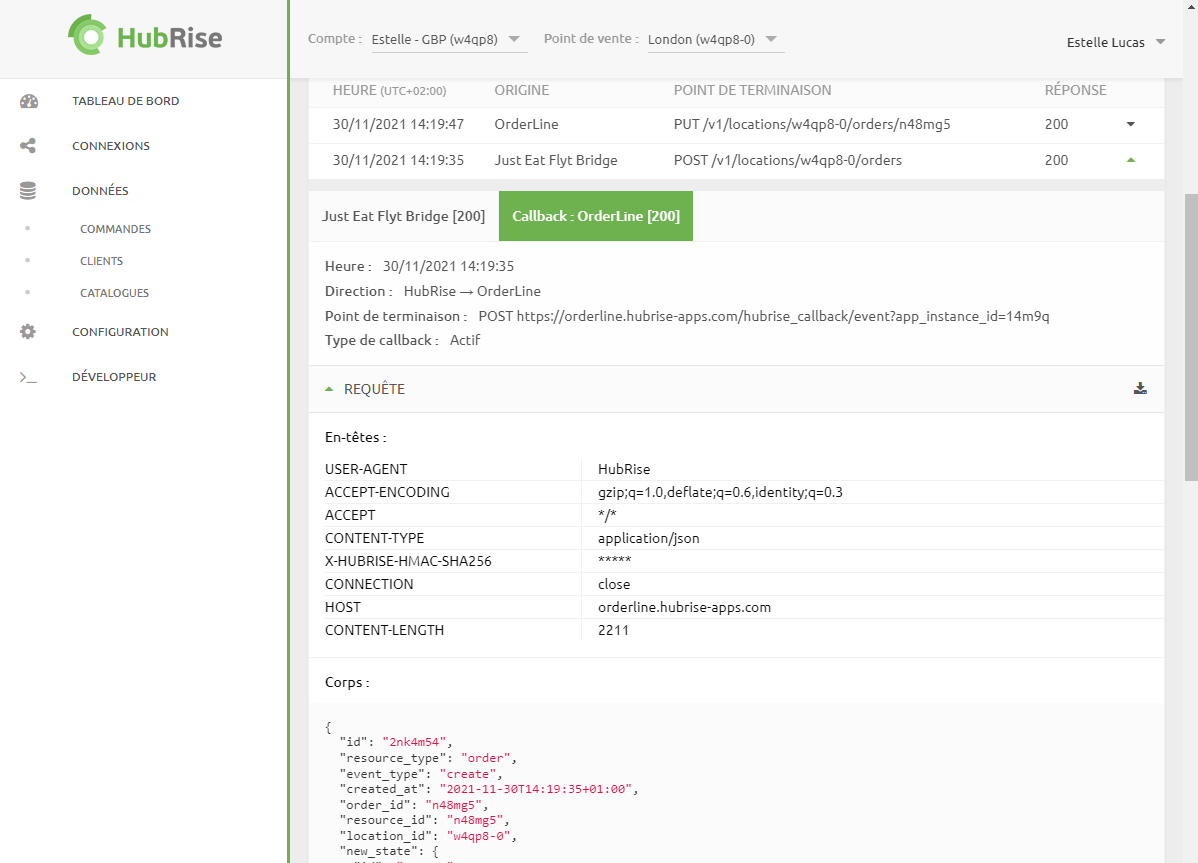 HubRise
Compte : Estelle - GBP (w4qp8) Point de vente : London (w4qp8-0)
Estelle Lucas
TABLEAU DE BORD
CONNEXIONS
DONNÉES
COMMANDES
CLIENTS
CATALOGUES
CONFIGURATION
DÉVELOPPEUR
HEURE (UTC+02:00) ORIGINE POINT DE TERMINAISON RÉPONSE
30/11/2021 14:19:47 OrderLine PUT /v1/locations/w4qp8-0/orders/n48mg5 200
30/11/2021 14:19:35 Just Eat Flyt Bridge POST /v1/locations/w4qp8-0/orders 200
Just Eat Flyt Bridge [200] Callback : OrderLine [200]
Heure : 30/11/2021 14:19:35
Direction : HubRise → OrderLine
Point de terminaison : POST https://orderline.hubrise-apps.com/hubrise_callback/event?app_instance_id=14m9q
Type de callback : Actif
REQUÊTE
En-têtes :
USER-AGENT HubRise
ACCEPT-ENCODING gzip;q=1.0,deflate;q=0.6,identity;q=0.3
ACCEPT */*
CONTENT-TYPE application/json
X-HUBRISE-HMAC-SHA256 *****
CONNECTION close
HOST orderline.hubrise-apps.com
CONTENT-LENGTH 2211
Corps :
{
"id": "2nk4m54",
"resource_type": "order",
"event_type": "create",
"created_at": "2021-11-30T14:19:35+01:00",
"order_id": "n48mg5",
"resource_id": "n48mg5",
"location_id": "w4qp8-0",
"new_state": {